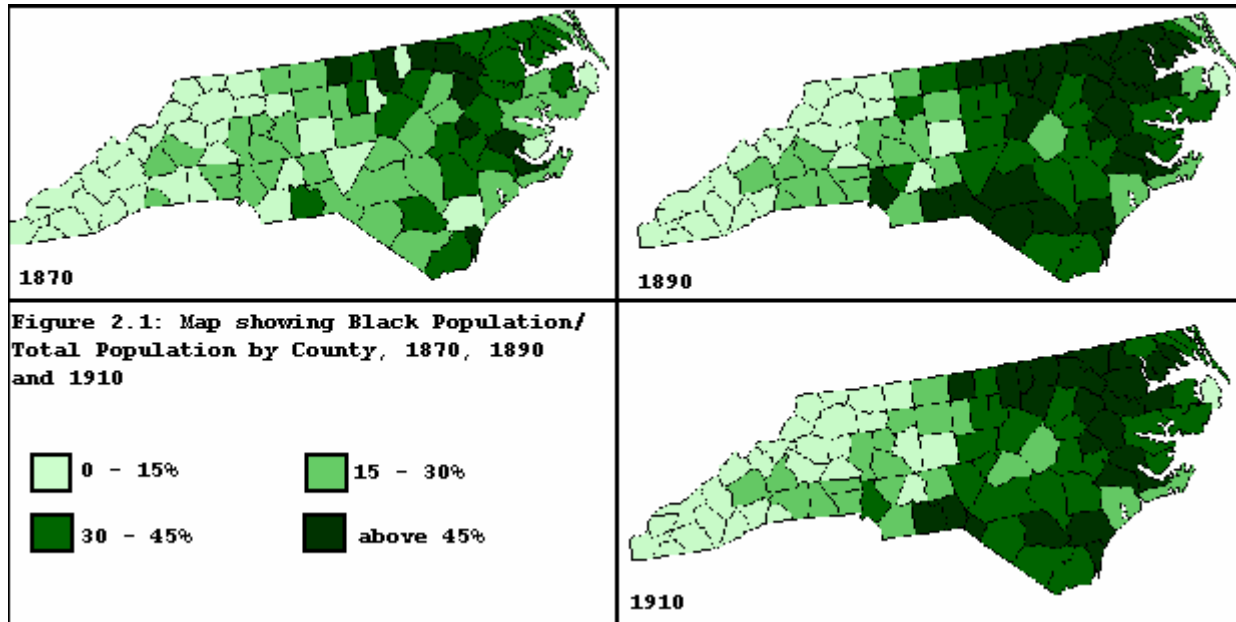 1870
1890
Figure 2.1: Map showing Black Population/
Total Population by County, 1870, 1890
and 1910
0 - 15%
15 - 30%
30 - 45%
above 45%
1910